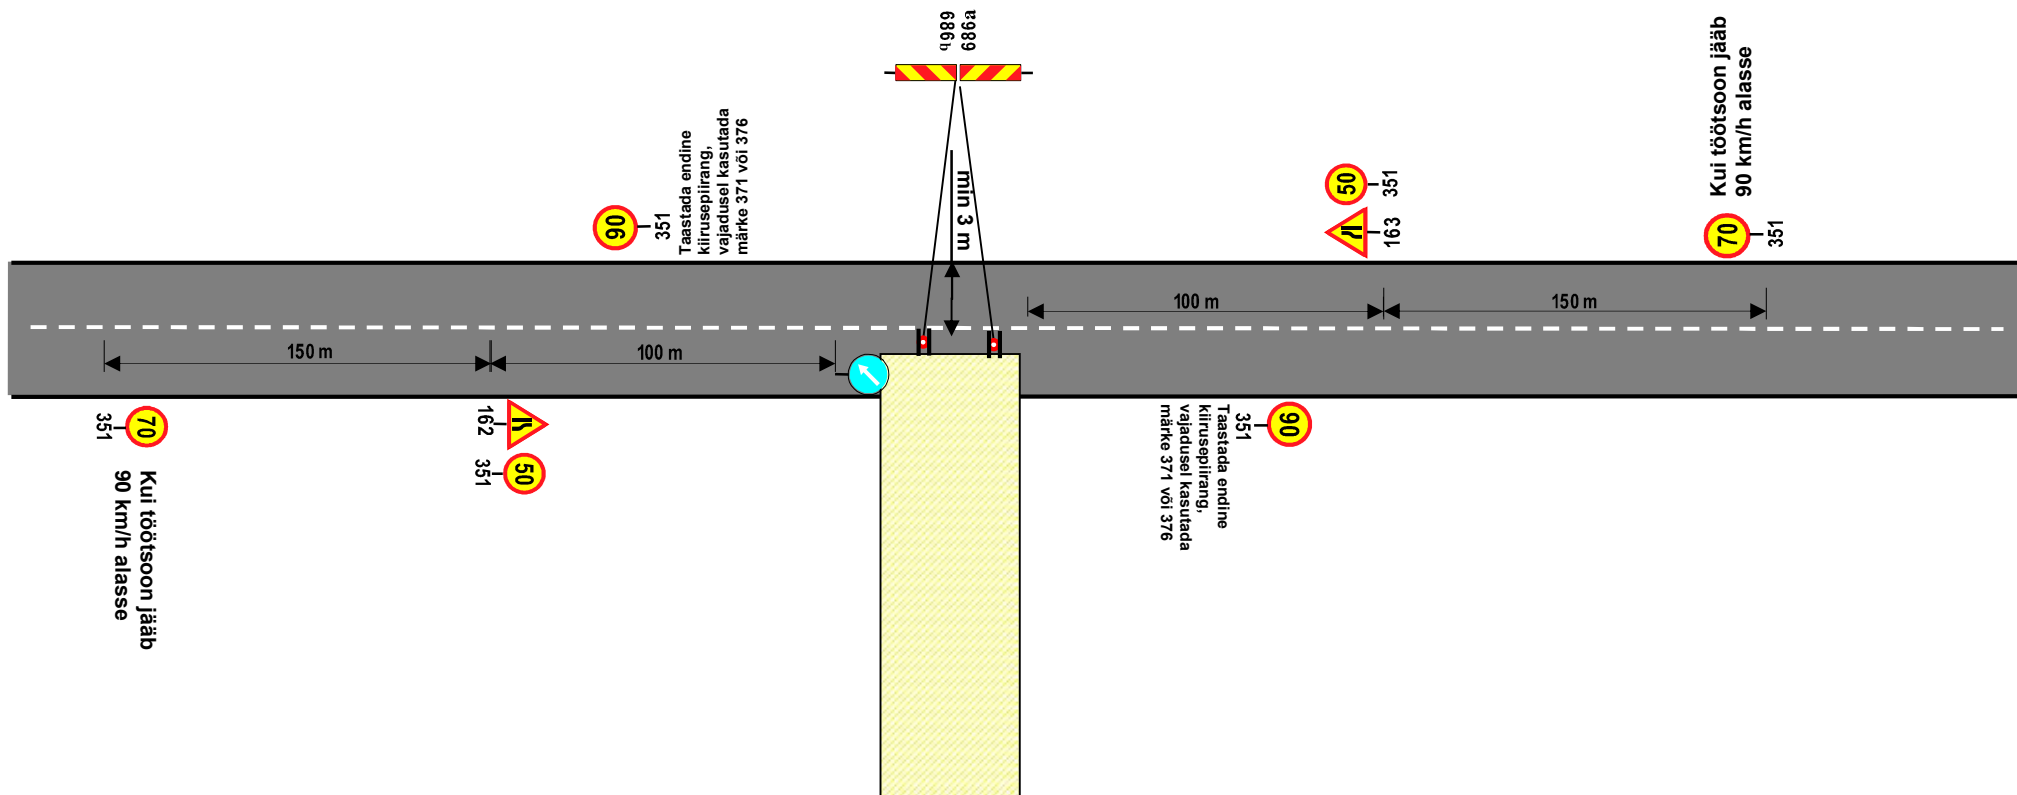 686b
686a
min 3 m
Kui töötsoon jääb
90 km/h alasse
70
351
50
351
163
90
351
Taastada endine
kiirusepiirang,
vajadusel kasutada
märke 371 või 376
100 m
150 m
150 m
100 m
70
351
Kui töötsoon jääb
90 km/h alasse
162
50
351
90
351
Taastada endine
kiirusepiirang,
vajadusel kasutada
märke 371 või 376